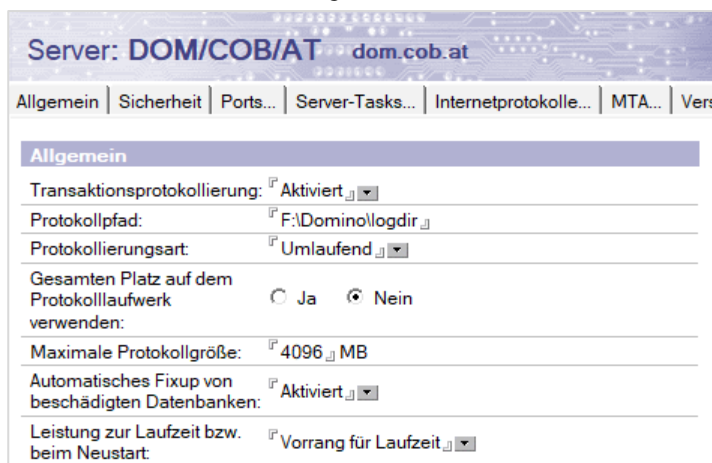 Server: DOM/COB/AT dom.cob.at
Allgemein | Sicherheit | Ports... | Server-Tasks... | Internetprotokolle... | MTA... | Vers
Allgemein
Transaktionsprotokollierung: Aktiviert
Protokollpfad: F:\Domino\logdir
Protokollierungsart: Umlaufend
Gesamten Platz auf dem
Protokolllaufwerk Ja Nein
verwenden:
Maximale Protokollgröße: 4096 MB
Automatisches Fixup von
beschädigten Datenbanken: Aktiviert
Leistung zur Laufzeit bzw.
beim Neustart: Vorrang für Laufzeit